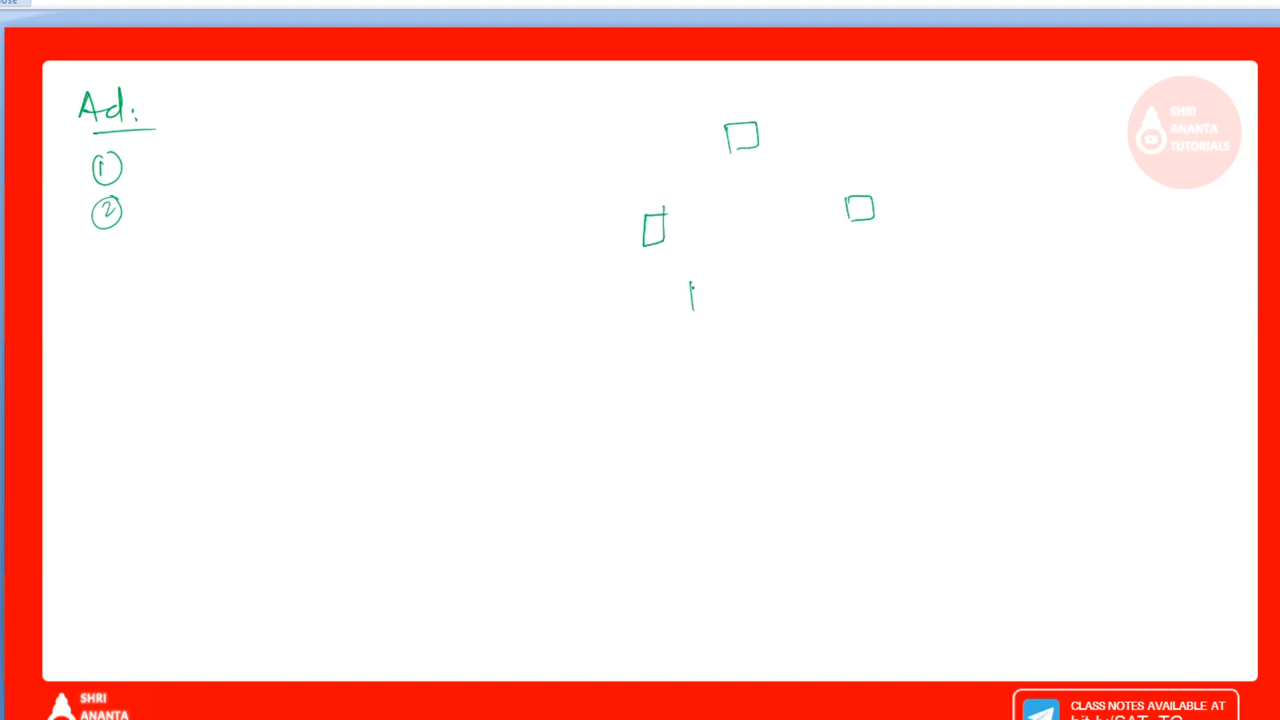 Ad:
①
②
SHRI
ANANTA
TUTORIALS
SHRI
ANANTA
CLASS NOTES AVAILABLE AT